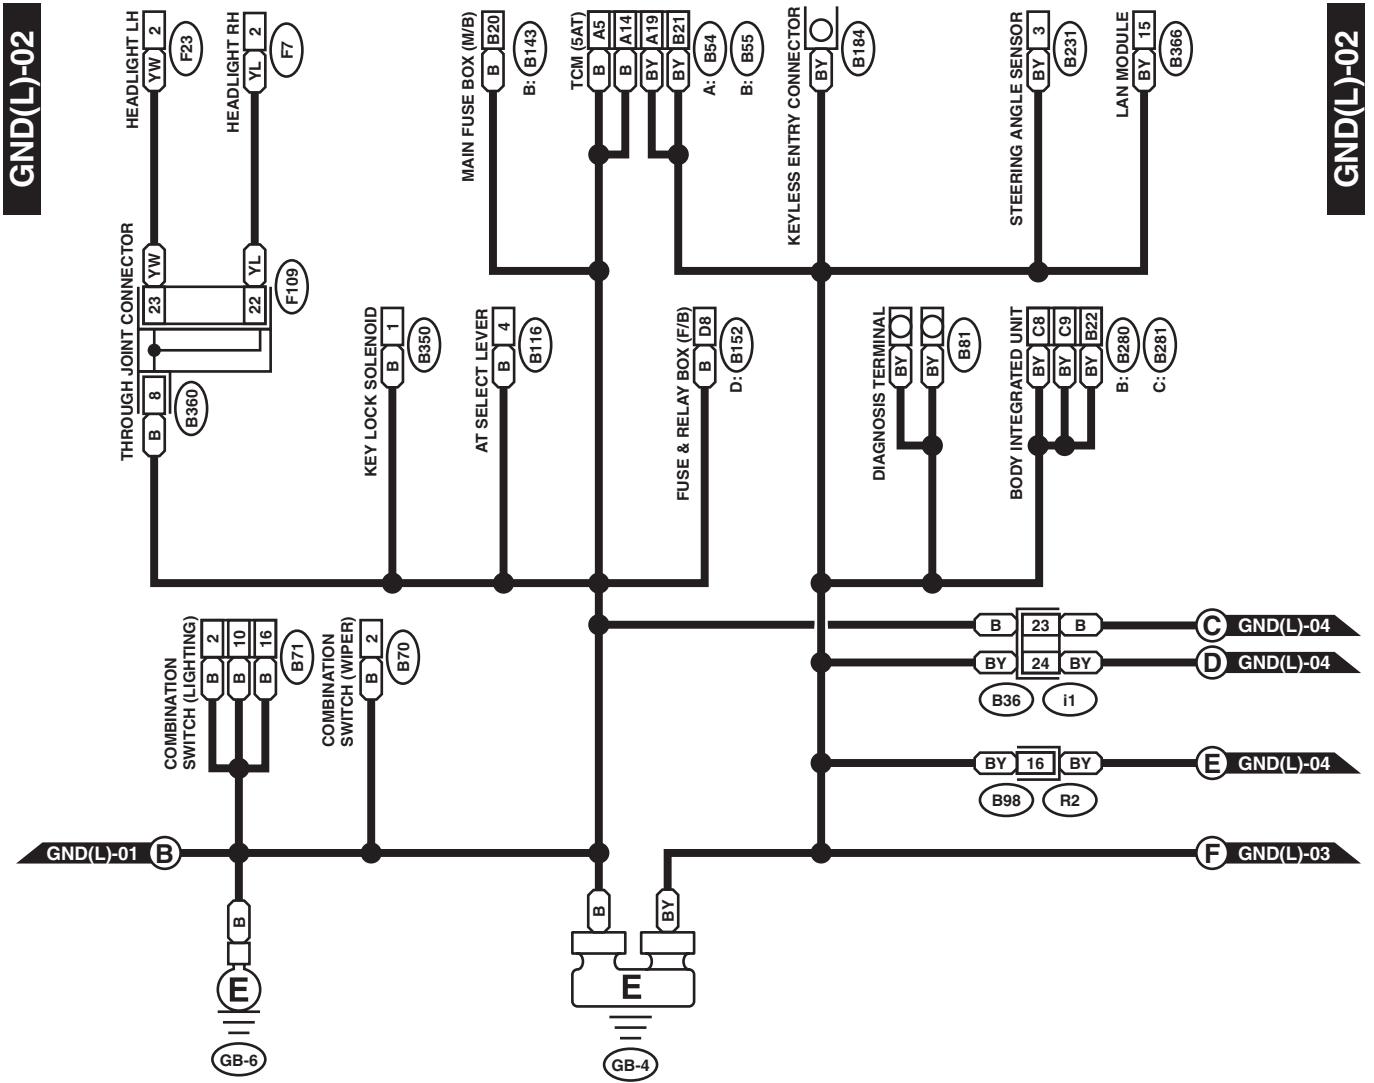 GND(L)-02
GND(L)-02
HEADLIGHT LH
2
YW
F23
HEADLIGHT RH
2
YL
F7
MAIN FUSE BOX (M/B)
B20
B
B: B143
TCM (5AT)
A5
A14
A19
B21
B
B
BY
BY
A: B54
B: B55
KEYLESS ENTRY CONNECTOR
BY
B184
STEERING ANGLE SENSOR
3
BY
B231
LAN MODULE
15
BY
B366
THROUGH JOINT CONNECTOR
YW
YL
23
22
F109
8
B
B360
KEY LOCK SOLENOID
1
B
B350
AT SELECT LEVER
4
B
B116
FUSE & RELAY BOX (F/B)
D8
B
D: B152
DIAGNOSIS TERMINAL
BY
BY
B81
BODY INTEGRATED UNIT
C8
C9
B22
BY
BY
BY
B: B280
C: B281
COMBINATION
SWITCH (LIGHTING)
2
10
16
B
B
B
B71
COMBINATION
SWITCH (WIPER)
2
B
B70
B 23 B
C GND(L)-04
BY 24 BY
D GND(L)-04
B36
i1
BY 16 BY
E GND(L)-04
B98
R2
GND(L)-01 B
F GND(L)-03
B
E
GB-6
B
BY
E
GB-4